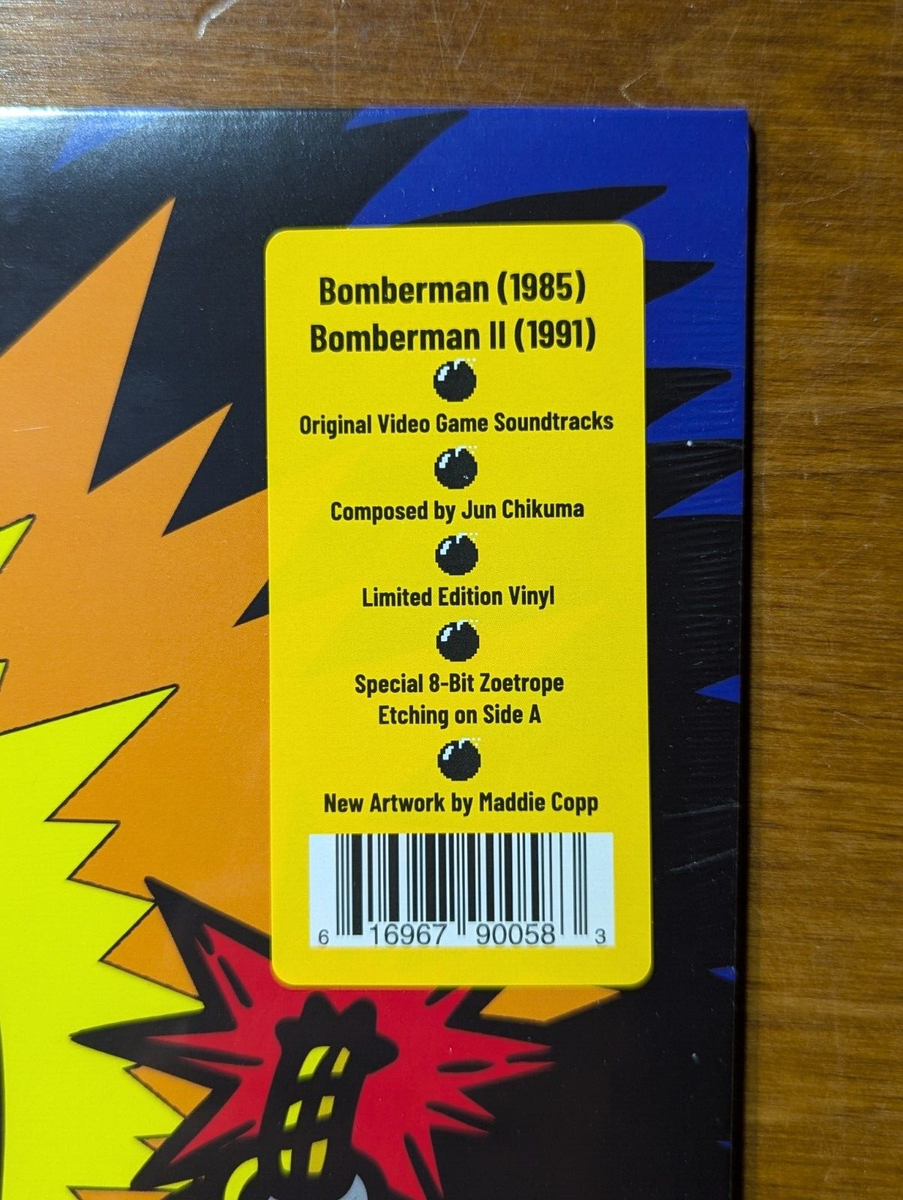 Bomberman (1985)
Bomberman II (1991)
Original Video Game Soundtracks
Composed by Jun Chikuma
Limited Edition Vinyl
Special 8-Bit Zoetrope
Etching on Side A
New Artwork by Maddie Copp
6 16967 90058 3